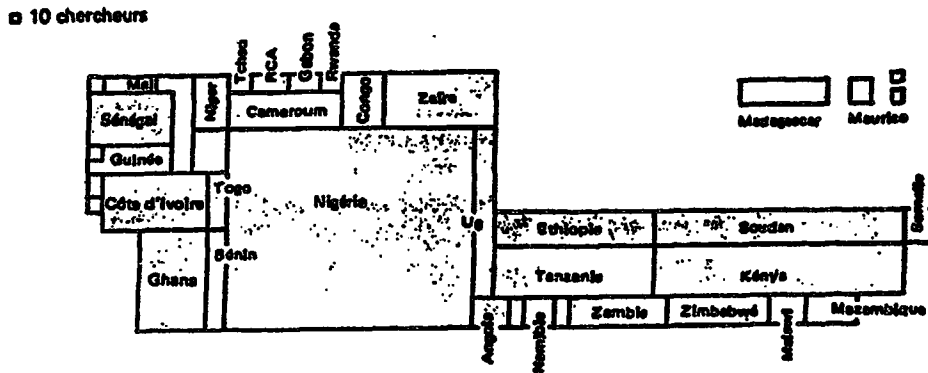 10 chercheurs
Tchad
RCA
Gabon
Rwanda
Mali
Niger
Cameroum
Congo
Zaïre
Madagascar
Maurice
Sénégal
Guinée
Côte d'Ivoire
Togo
Nigéria
Ug
Ethiopie
Soudan
Somalie
Ghana
Bénin
Tanzanie
Kénya
Angola
Namibie
Zambie
Zimbabwé
Malawi
Mozambique